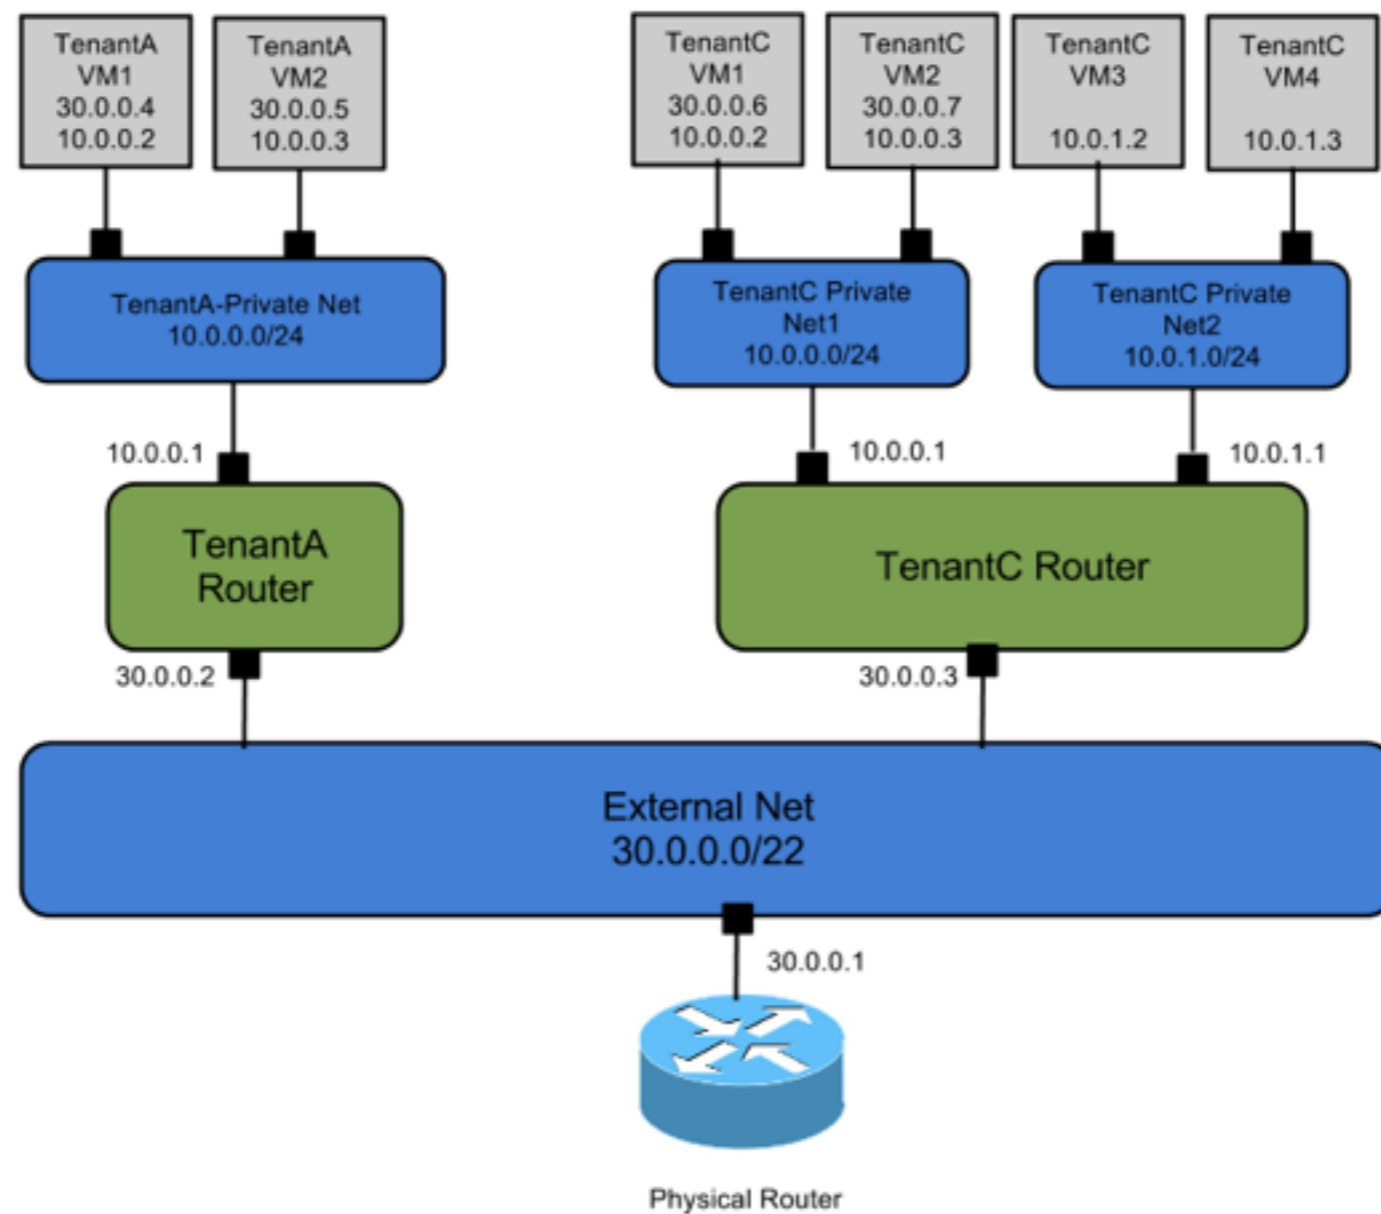 TenantA
VM1
30.0.0.4
10.0.0.2
TenantA
VM2
30.0.0.5
10.0.0.3
TenantC
VM1
30.0.0.6
10.0.0.2
TenantC
VM2
30.0.0.7
10.0.0.3
TenantC
VM3
10.0.1.2
TenantC
VM4
10.0.1.3
TenantA-Private Net
10.0.0.0/24
TenantC Private
Net1
10.0.0.0/24
TenantC Private
Net2
10.0.1.0/24
10.0.0.1
10.0.0.1
10.0.1.1
TenantA
Router
TenantC Router
30.0.0.2
30.0.0.3
External Net
30.0.0.0/22
30.0.0.1
Physical Router